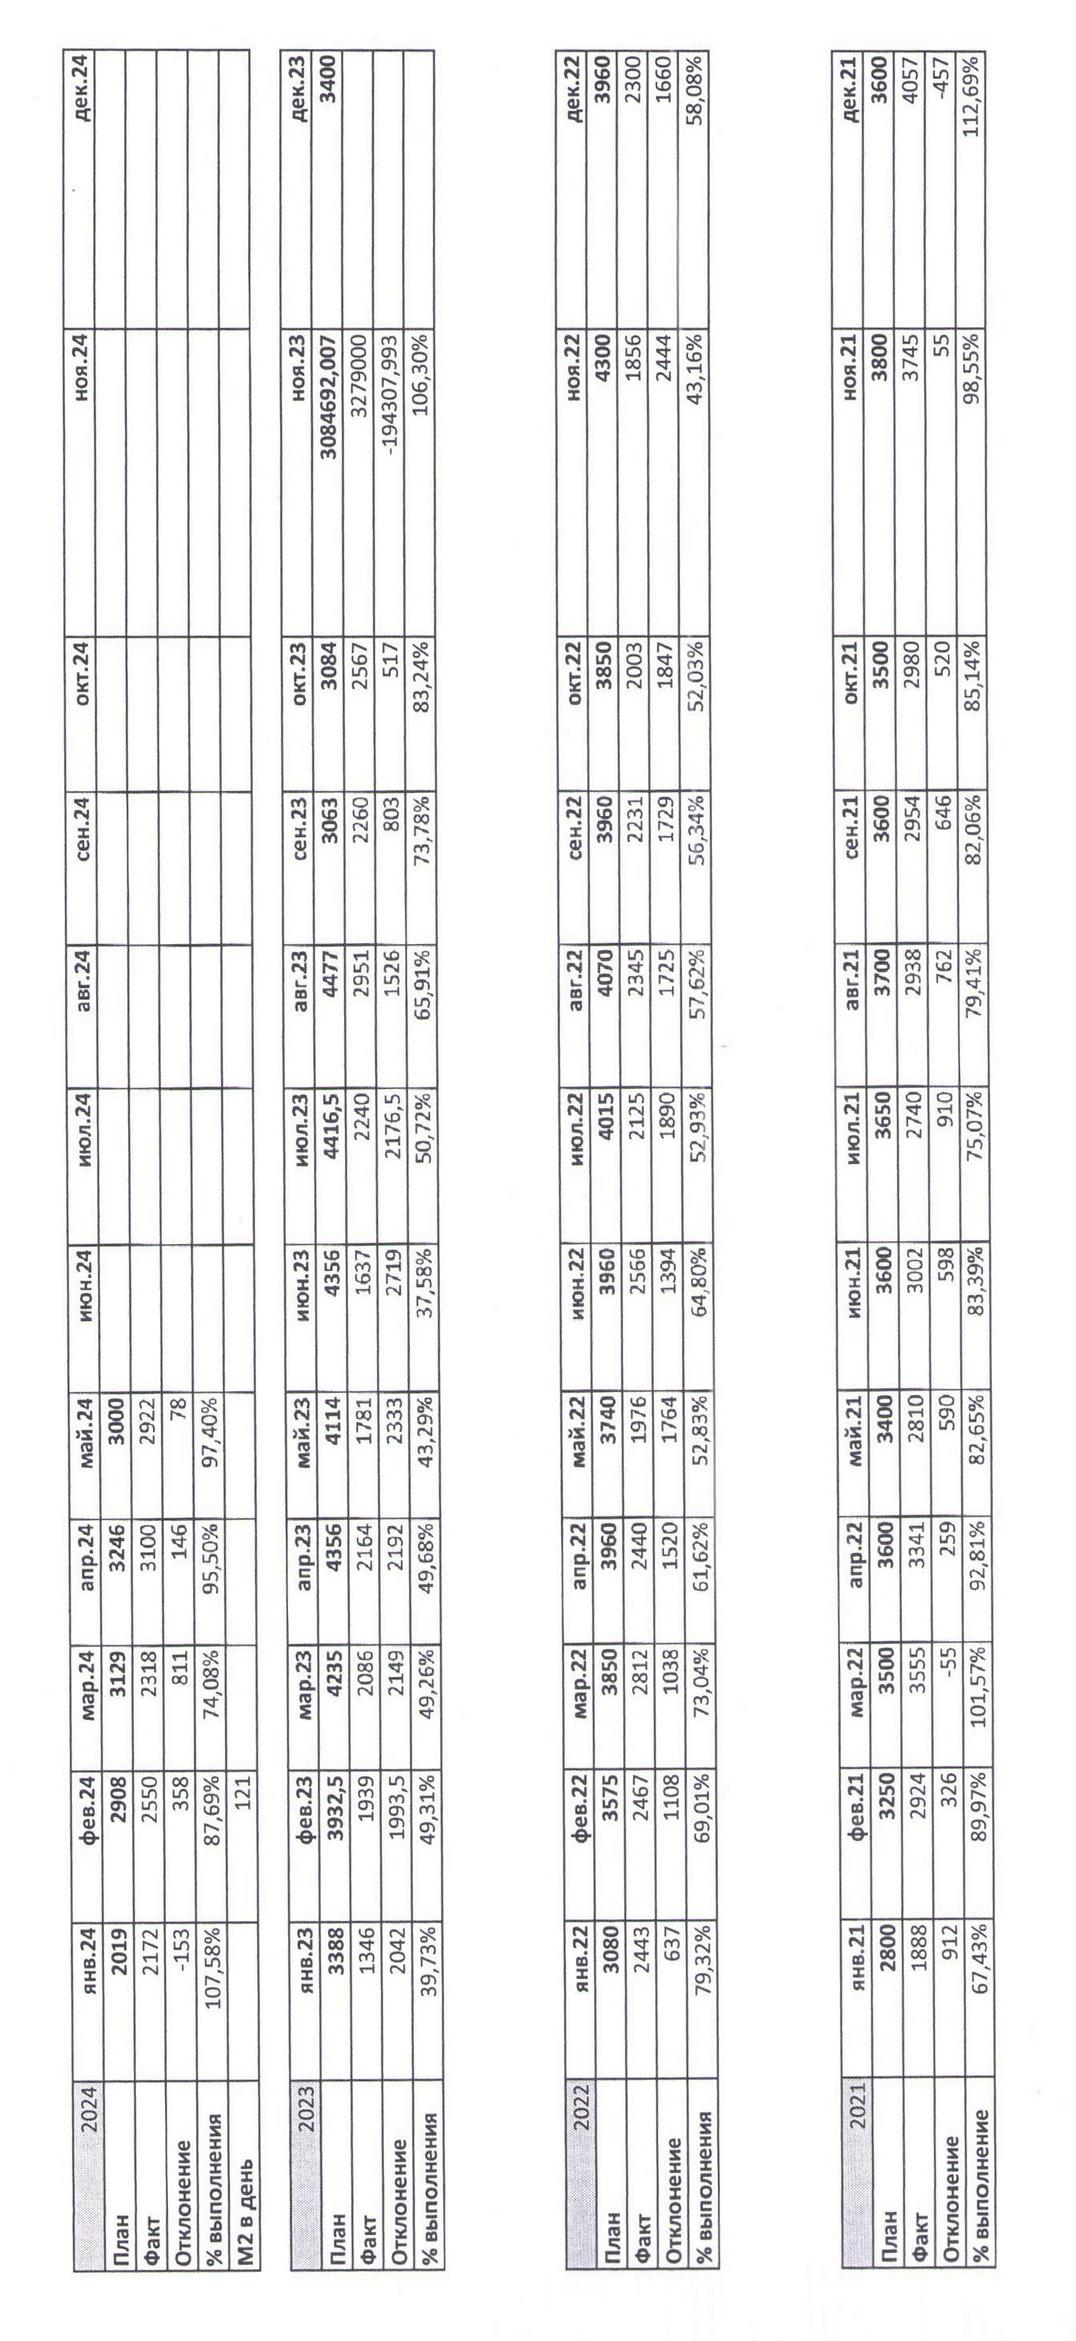 2024 янв.24 фев.24 мар.24 апр.24 май.24 июн.24 июл.24 авг.24 сен.24 окт.24 ноя.24 дек.24
План 2019 2908 3129 3246 3000
Факт 2172 2550 2318 3100 2922
Отклонение -153 358 811 146 78
% выполнения 107,58% 87,69% 74,08% 95,50% 97,40%
М2 в день 121
2023 янв.23 фев.23 мар.23 апр.23 май.23 июн.23 июл.23 авг.23 сен.23 окт.23 ноя.23 дек.23
План 3388 3932,5 4235 4356 4114 4356 4416,5 4477 3063 3084 3084692,007 3400
Факт 1346 1939 2086 2164 1781 1637 2240 2951 2260 2567 3279000
Отклонение 2042 1993,5 2149 2192 2333 2719 2176,5 1526 803 517 -194307,993
% выполнения 39,73% 49,31% 49,26% 49,68% 43,29% 37,58% 50,72% 65,91% 73,78% 83,24% 106,30%
2022 янв.22 фев.22 мар.22 апр.22 май.22 июн.22 июл.22 авг.22 сен.22 окт.22 ноя.22 дек.22
План 3080 3575 3850 3960 3740 3960 4015 4070 3960 3850 4300 3960
Факт 2443 2467 2812 2440 1976 2566 2125 2345 2231 2003 1856 2300
Отклонение 637 1108 1038 1520 1764 1394 1890 1725 1729 1847 2444 1660
% выполнения 79,32% 69,01% 73,04% 61,62% 52,83% 64,80% 52,93% 57,62% 56,34% 52,03% 43,16% 58,08%
2021 янв.21 фев.21 мар.22 апр.22 май.21 июн.21 июл.21 авг.21 сен.21 окт.21 ноя.21 дек.21
План 2800 3250 3500 3600 3400 3600 3650 3700 3600 3500 3800 3600
Факт 1888 2924 3555 3341 2810 3002 2740 2938 2954 2980 3745 4057
Отклонение 912 326 -55 259 590 598 910 762 646 520 55 -457
% выполнение 67,43% 89,97% 101,57% 92,81% 82,65% 83,39% 75,07% 79,41% 82,06% 85,14% 98,55% 112,69%